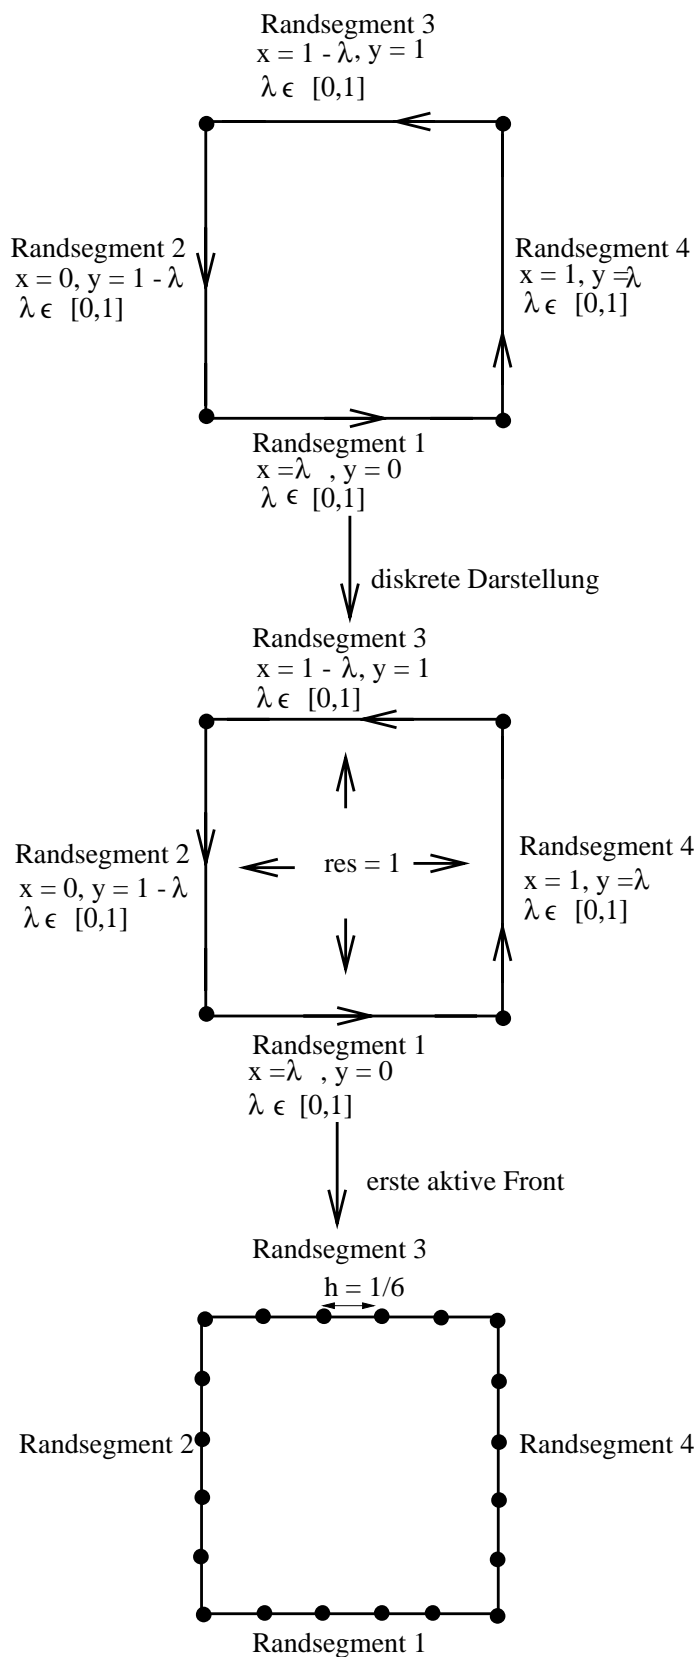 Randsegment 3
x = 1 - λ, y = 1
λ ϵ [0,1]
Randsegment 2
x = 0, y = 1 - λ
λ ϵ [0,1]
Randsegment 4
x = 1, y =λ
λ ϵ [0,1]
Randsegment 1
x =λ , y = 0
λ ϵ [0,1]
diskrete Darstellung
Randsegment 3
x = 1 - λ, y = 1
λ ϵ [0,1]
Randsegment 2
x = 0, y = 1 - λ
λ ϵ [0,1]
res = 1
Randsegment 4
x = 1, y =λ
λ ϵ [0,1]
Randsegment 1
x =λ , y = 0
λ ϵ [0,1]
erste aktive Front
Randsegment 3
h = 1/6
Randsegment 2
Randsegment 4
Randsegment 1